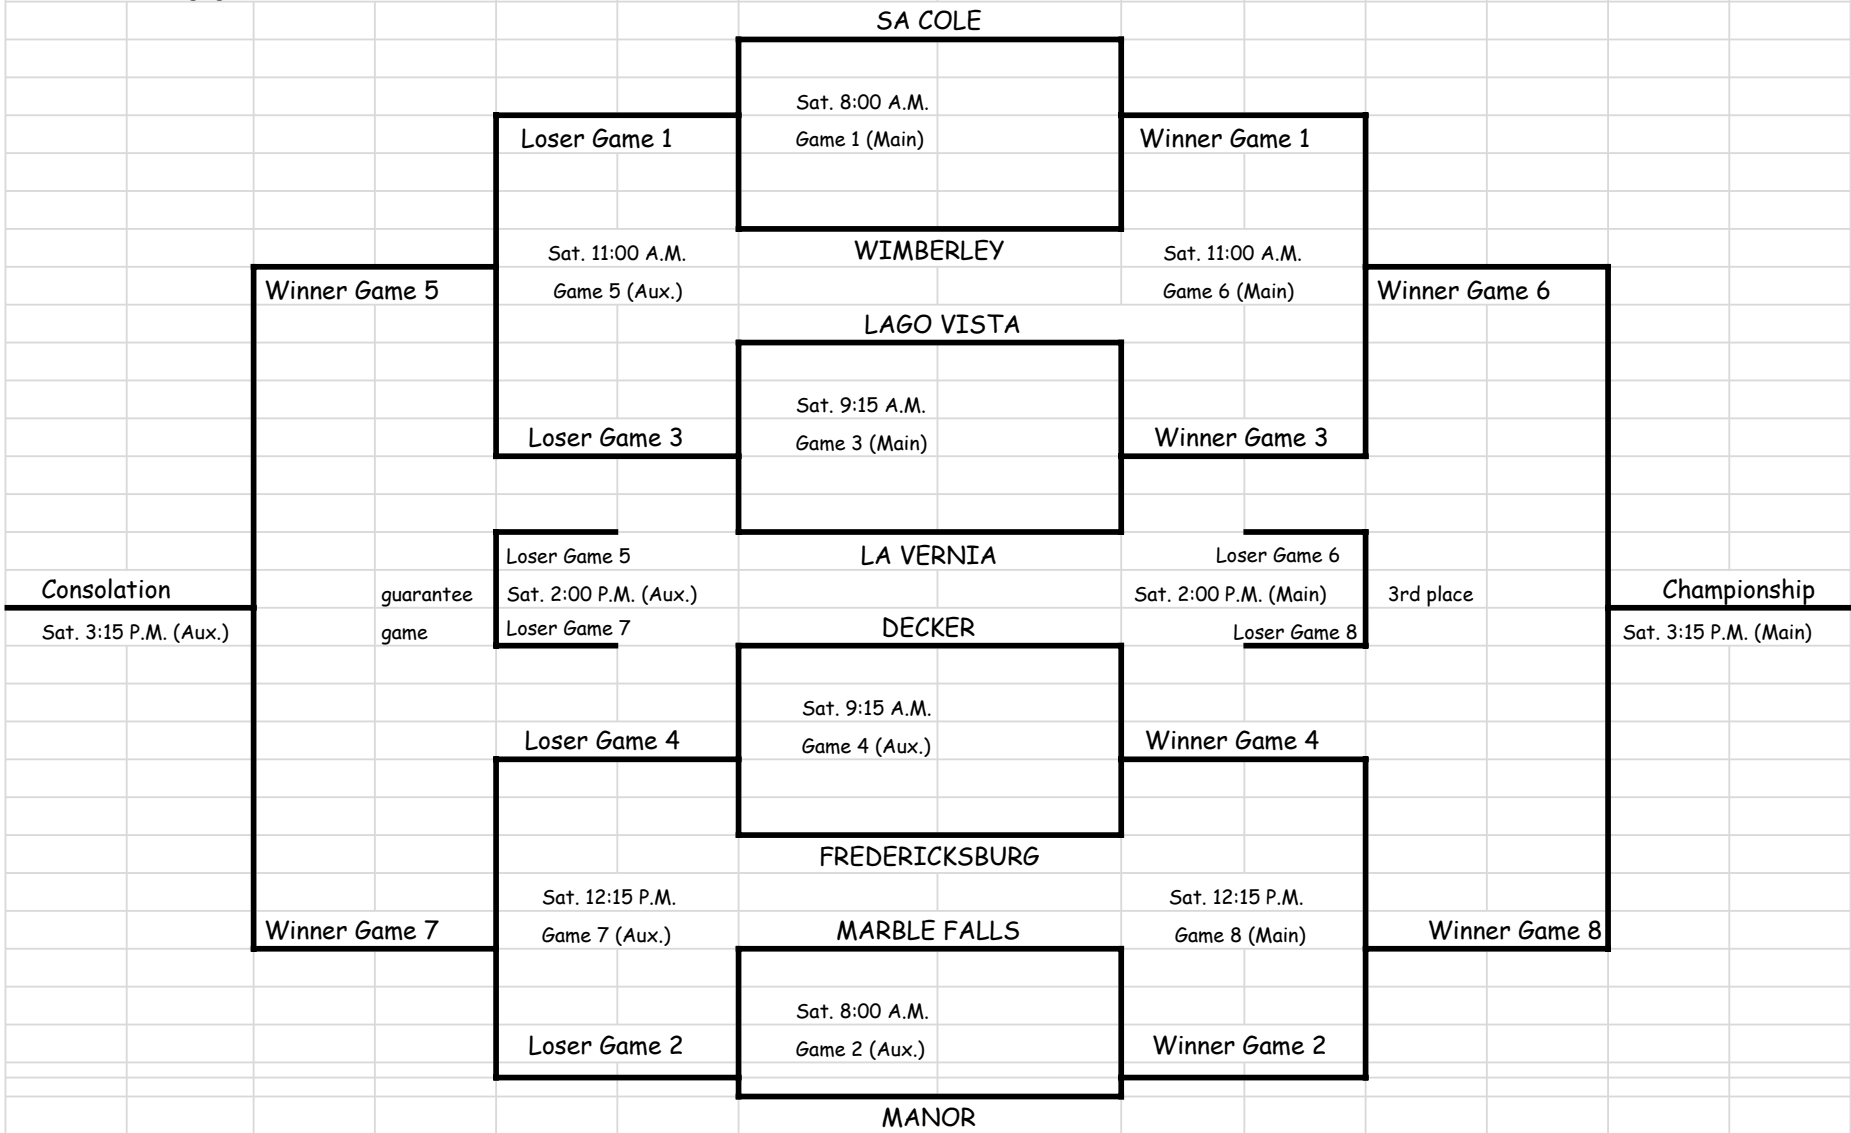 SA COLE
Sat. 8:00 A.M.
Loser Game 1
Game 1 (Main)
Winner Game 1
Sat. 11:00 A.M.
WIMBERLEY
Sat. 11:00 A.M.
Winner Game 5
Game 5 (Aux.)
Game 6 (Main)
Winner Game 6
LAGO VISTA
Sat. 9:15 A.M.
Loser Game 3
Game 3 (Main)
Winner Game 3
Loser Game 5
LA VERNIA
Loser Game 6
Consolation
guarantee
Sat. 2:00 P.M. (Aux.)
Sat. 2:00 P.M. (Main)
3rd place
Championship
Sat. 3:15 P.M. (Aux.)
game
Loser Game 7
DECKER
Loser Game 8
Sat. 3:15 P.M. (Main)
Sat. 9:15 A.M.
Loser Game 4
Game 4 (Aux.)
Winner Game 4
FREDERICKSBURG
Sat. 12:15 P.M.
Sat. 12:15 P.M.
Winner Game 7
Game 7 (Aux.)
MARBLE FALLS
Game 8 (Main)
Winner Game 8
Sat. 8:00 A.M.
Loser Game 2
Game 2 (Aux.)
Winner Game 2
MANOR